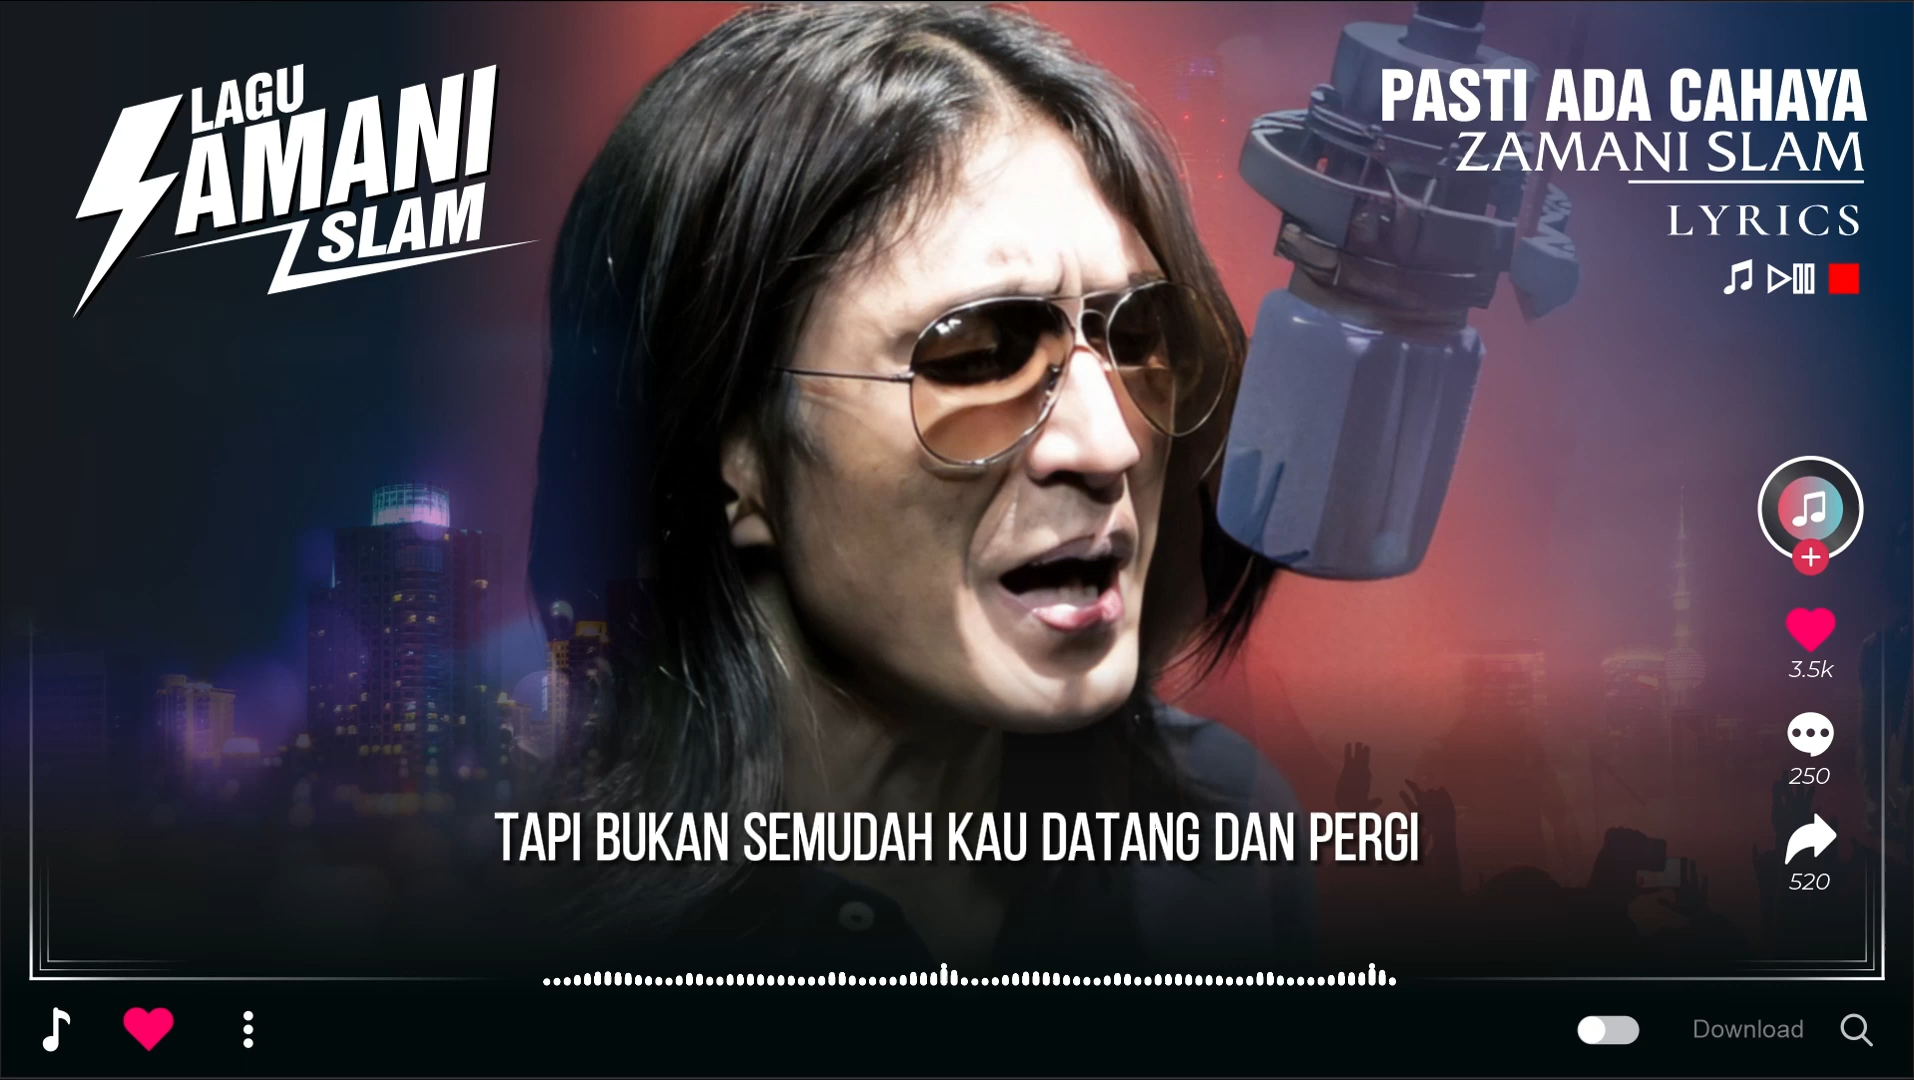 LAGU
ZAMANI
SLAM
PASTI ADA CAHAYA
ZAMANI SLAM
LYRICS
3.5k
250
520
TAPI BUKAN SEMUDAH KAU DATANG DAN PERGI
Download